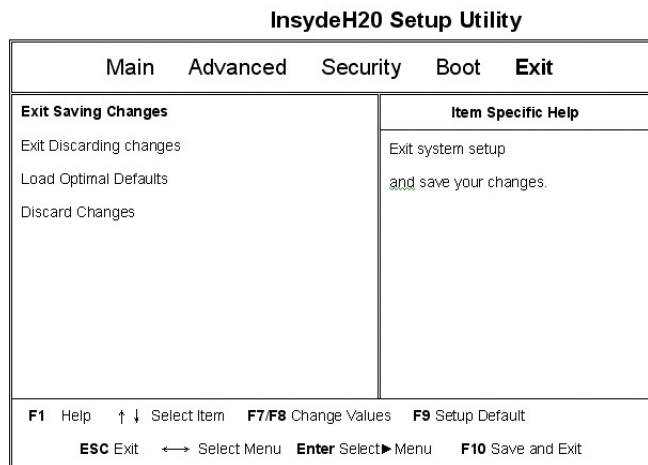 InsydeH20 Setup Utility
Main Advanced Security Boot Exit
Exit Saving Changes
Exit Discarding changes
Load Optimal Defaults
Discard Changes
Item Specific Help
Exit system setup
and save your changes.
F1 Help ↑↓ Select Item F7/F8 Change Values F9 Setup Default
ESC Exit ←→ Select Menu Enter Select►Menu F10 Save and Exit